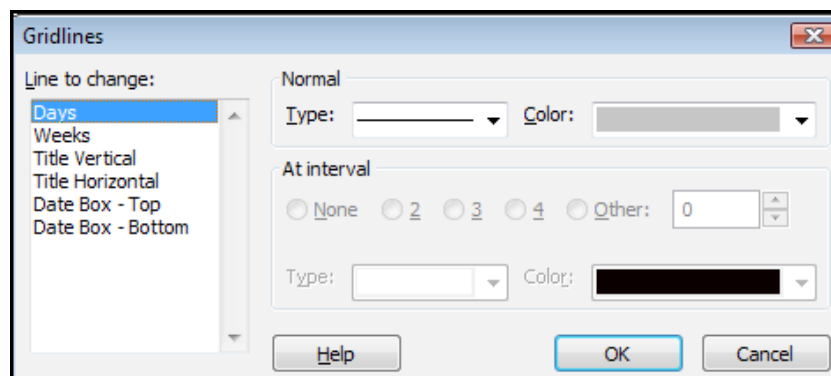 Gridlines
Line to change:
Days
Weeks
Title Vertical
Title Horizontal
Date Box - Top
Date Box - Bottom
Normal
Type: Color:
At interval
None 2 3 4 Other: 0
Type: Color:
Help OK Cancel